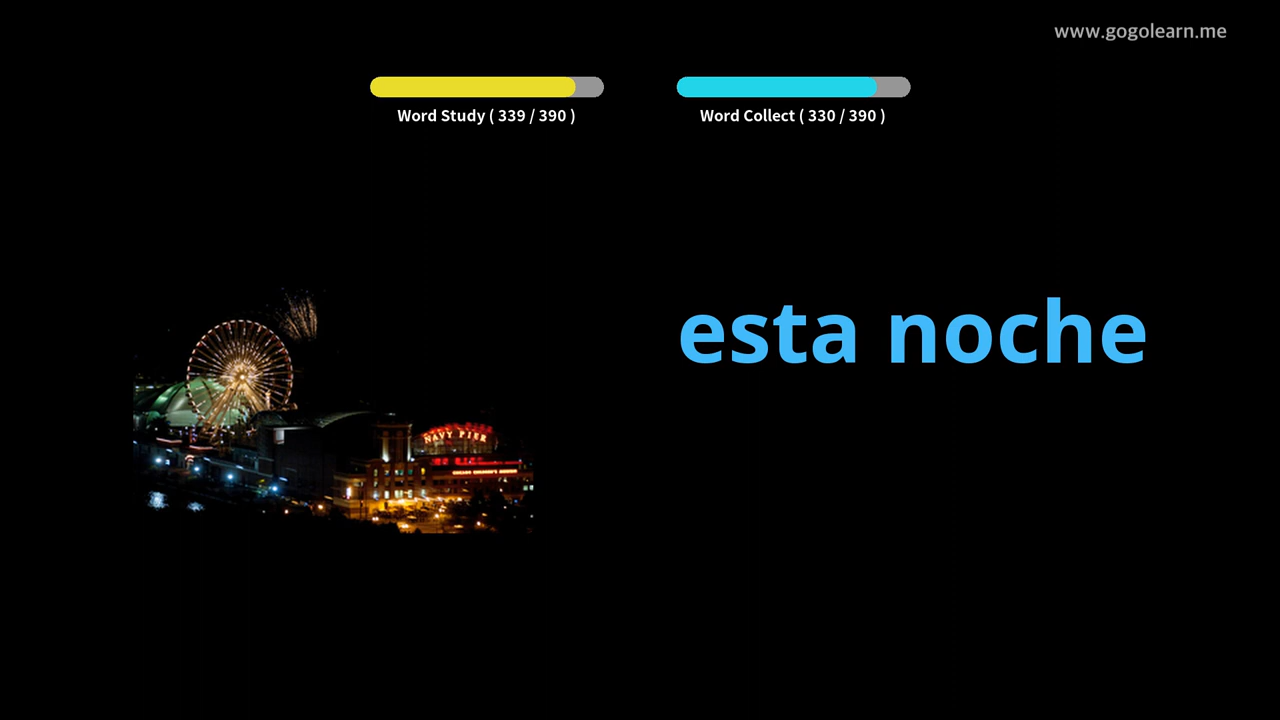 www.gogolearn.me
Word Study ( 339 / 390 )
Word Collect ( 330 / 390 )
esta noche
NAVY PIER